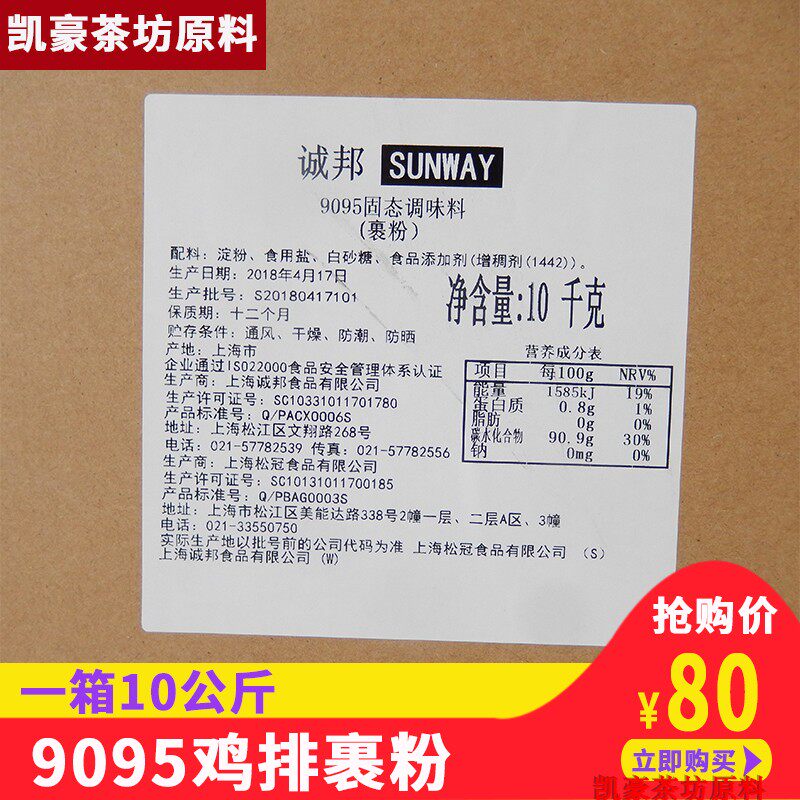 凯豪茶坊原料
诚邦 SUNWAY
9095固态调味料
(裹粉)
配料: 淀粉、食用盐、白砂糖、食品添加剂(增稠剂(1442))。
生产日期: 2018年4月17日
生产批号: S20180417101
保质期: 十二个月
贮存条件: 通风、干燥、防潮、防晒
产地: 上海市
企业通过ISO22000食品安全管理体系认证
生产商: 上海诚邦食品有限公司
生产许可证号: SC10331011701780
产品标准号: Q/PACX0006S
地址: 上海松江区文翔路268号
电话: 021-57782539 传真: 021-57782556
生产商: 上海松冠食品有限公司
生产许可证号: SC10131011700185
产品标准号: Q/PBAG0003S
地址: 上海市松江区美能达路338号2幢一层、二层A区、3幢
电话: 021-33550750
实际生产地以批号前的公司代码为准 上海松冠食品有限公司 (S)
上海诚邦食品有限公司 (W)
净含量:10 千克
营养成分表
项目 每100g NRV%
能量 1585kJ 19%
蛋白质 0.8g 1%
脂肪 0g 0%
碳水化合物 90.9g 30%
钠 0mg 0%
抢购价
¥80
立即购买
一箱10公斤
9095鸡排裹粉
凯豪茶坊原料